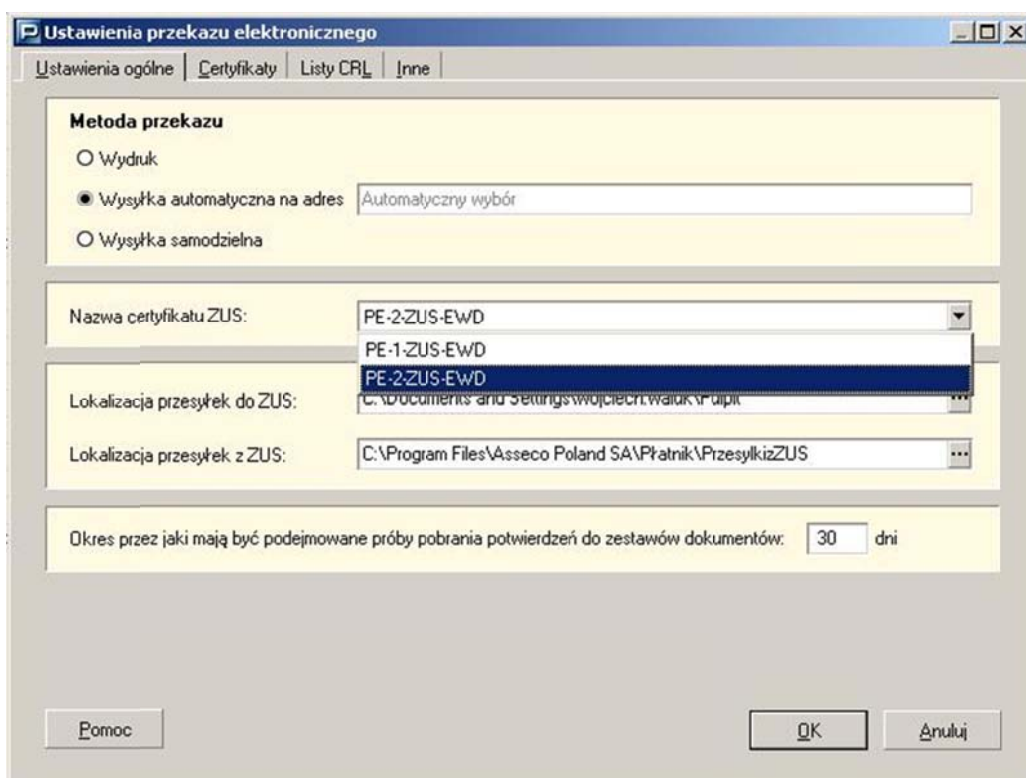 Ustawienia przekazu elektronicznego
Ustawienia ogólne Certyfikaty Listy CRL Inne
Metoda przekazu
Wydruk
Wysyłka automatyczna na adres Automatyczny wybór
Wysyłka samodzielna
Nazwa certyfikatu ZUS: PE-2-ZUS-EWD
PE-1-ZUS-EWD
PE-2-ZUS-EWD
Lokalizacja przesyłek do ZUS: C:\Documents and Settings\wojciech.waluk\Pulpit ...
Lokalizacja przesyłek z ZUS: C:\Program Files\Asseco Poland SA\Płatnik\PrzesylkizZUS ...
Okres przez jaki mają być podejmowane próby pobrania potwierdzeń do zestawów dokumentów: 30 dni
Pomoc OK Anuluj